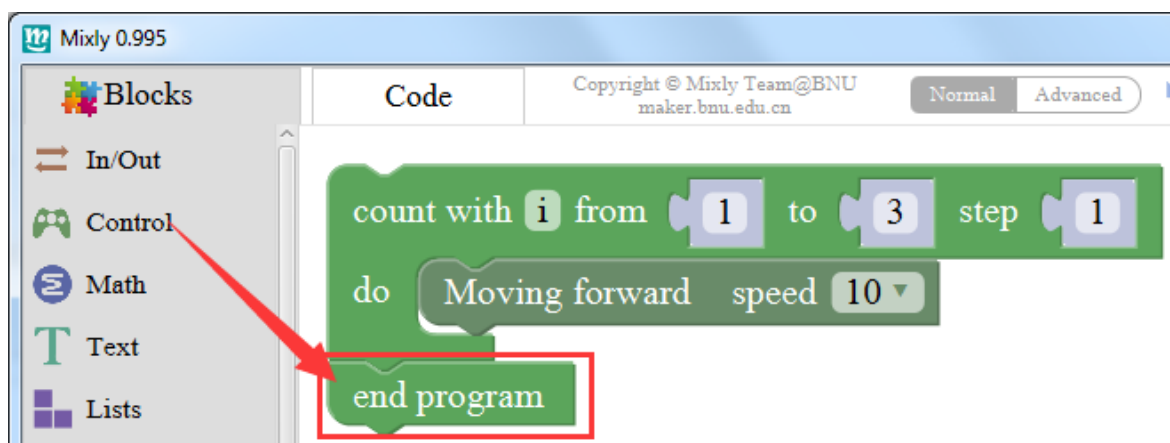 Mixly 0.995
Blocks
Code
Copyright © Mixly Team@BNU
maker.bnu.edu.cn
Normal
Advanced
In/Out
Control
Math
Text
Lists
count with i from 1 to 3 step 1
do Moving forward speed 10
end program